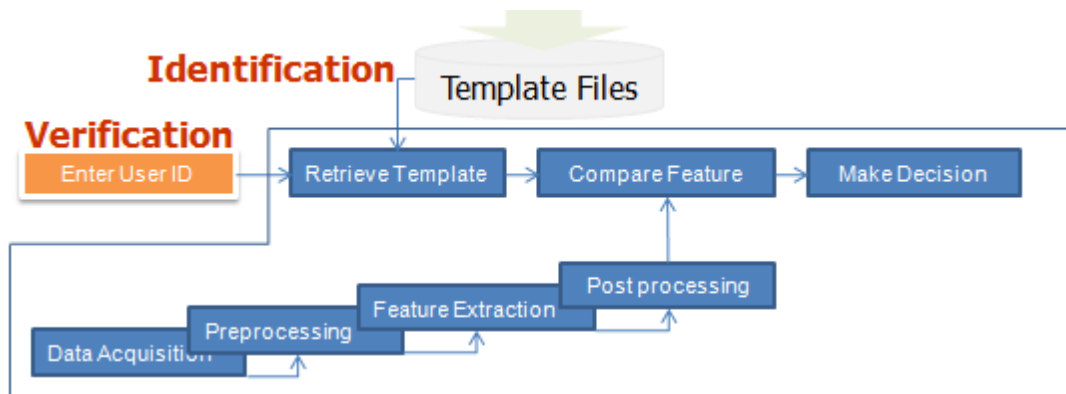 Identification
Template Files
Verification
Enter User ID
Retrieve Template
Compare Feature
Make Decision
Post processing
Feature Extraction
Preprocessing
Data Acquisition